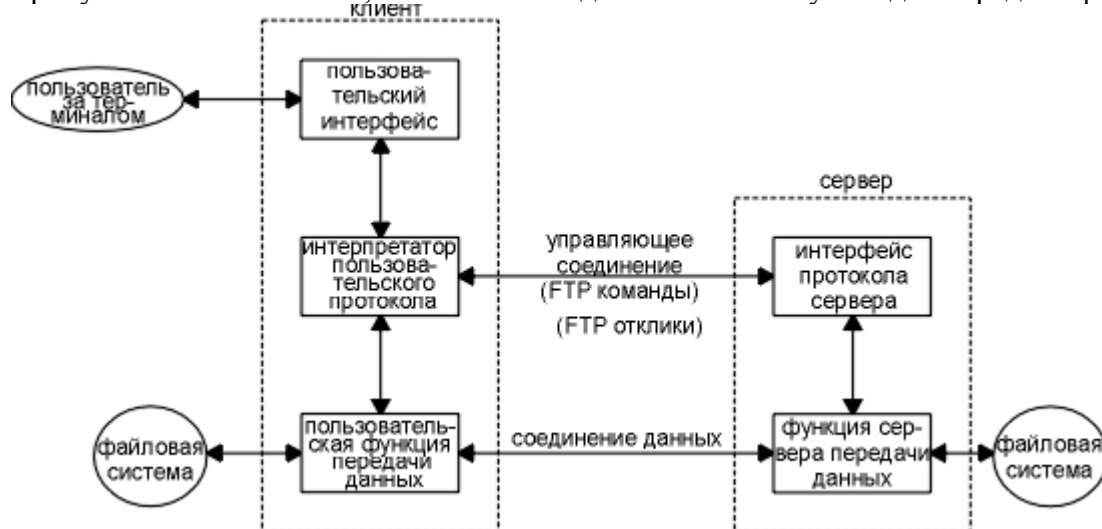 клиент
пользователь
за тер-
миналом
пользова-
тельский
интерфейс
сервер
интерпретатор
пользова-
тельского
протокола
управляющее
соединение
(FTP команды)
(FTP отклики)
интерфейс
протокола
сервера
файловая
система
пользователь-
ская функция
передачи
данных
соединение данных
функция сер-
вера передачи
данных
файловая
система